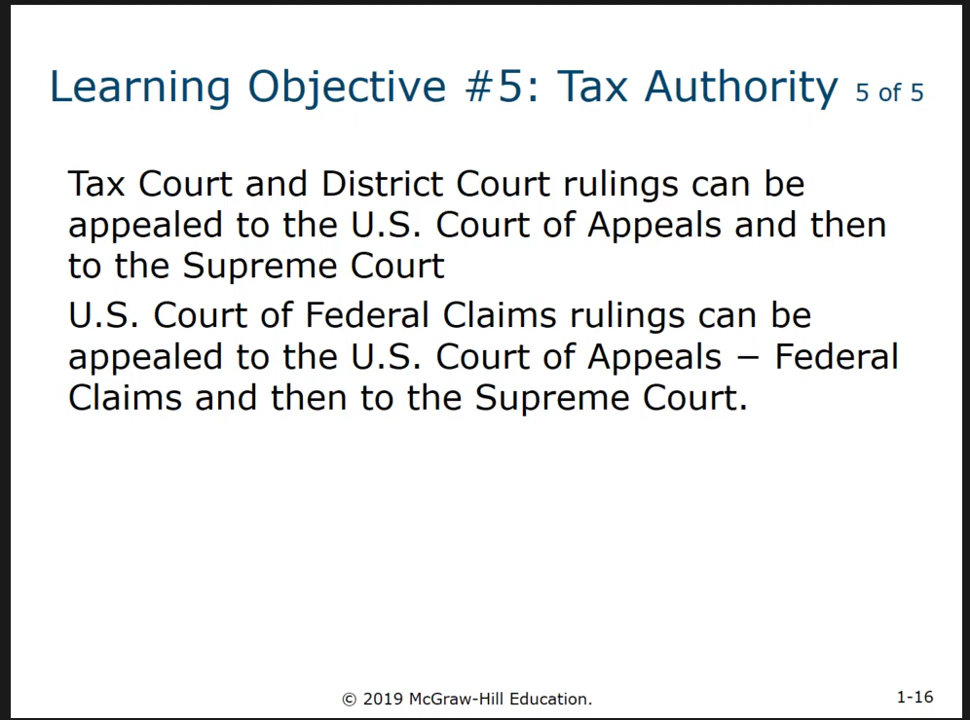 Learning Objective #5: Tax Authority 5 of 5
Tax Court and District Court rulings can be
appealed to the U.S. Court of Appeals and then
to the Supreme Court
U.S. Court of Federal Claims rulings can be
appealed to the U.S. Court of Appeals − Federal
Claims and then to the Supreme Court.
© 2019 McGraw-Hill Education.
1-16